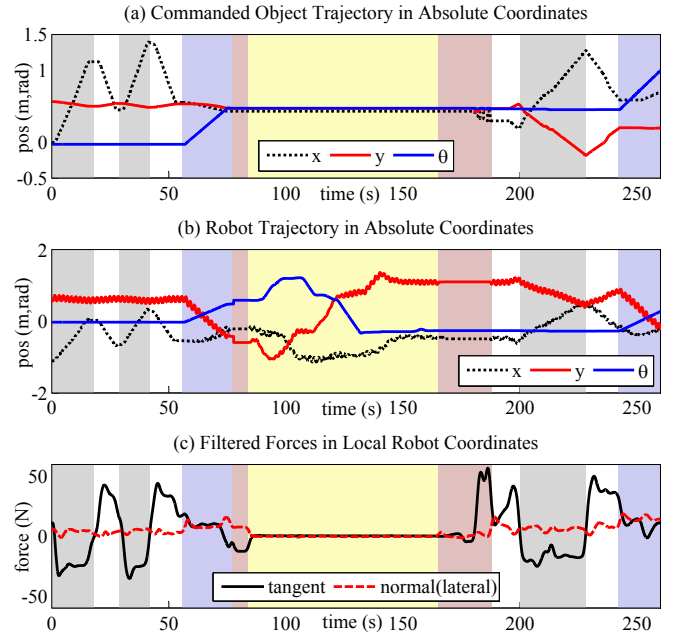 (a) Commanded Object Trajectory in Absolute Coordinates
pos (m,rad)
1.5
1
0
-0.5
x y θ
0 50 100 150 200 250
time (s)
(b) Robot Trajectory in Absolute Coordinates
pos (m,rad)
2
0
-2
x y θ
0 50 100 150 200 250
time (s)
(c) Filtered Forces in Local Robot Coordinates
force (N)
50
0
-50
tangent normal(lateral)
0 50 100 150 200 250
time (s)